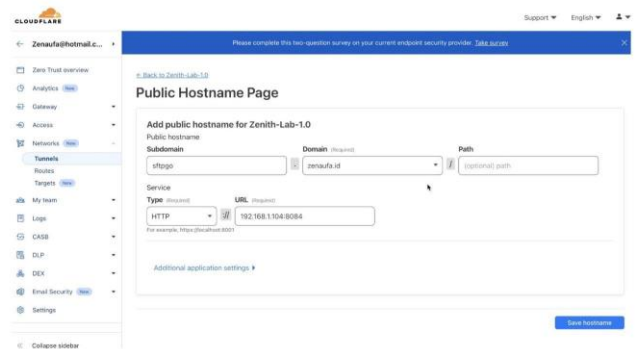 CLOUDFLARE
Support
English
Zenaufa@hotmail.c...
Please complete this two-question survey on your current endpoint security provider. Take survey
Zero Trust overview
Analytics New
Gateway
Access
Networks New
Tunnels
Routes
Targets New
My team
Logs
CASB
DLP
DEX
Email Security New
Settings
Collapse sidebar
← Back to Zenith-Lab-1.0
Public Hostname Page
Add public hostname for Zenith-Lab-1.0
Public hostname
Subdomain Domain (Required) Path
sftpgo . zenaufa.id / (optional) path
Service
Type (Required) URL (Required)
HTTP :// 192.168.1.104:8084
For example, https://localhost:8001
Additional application settings
Save hostname